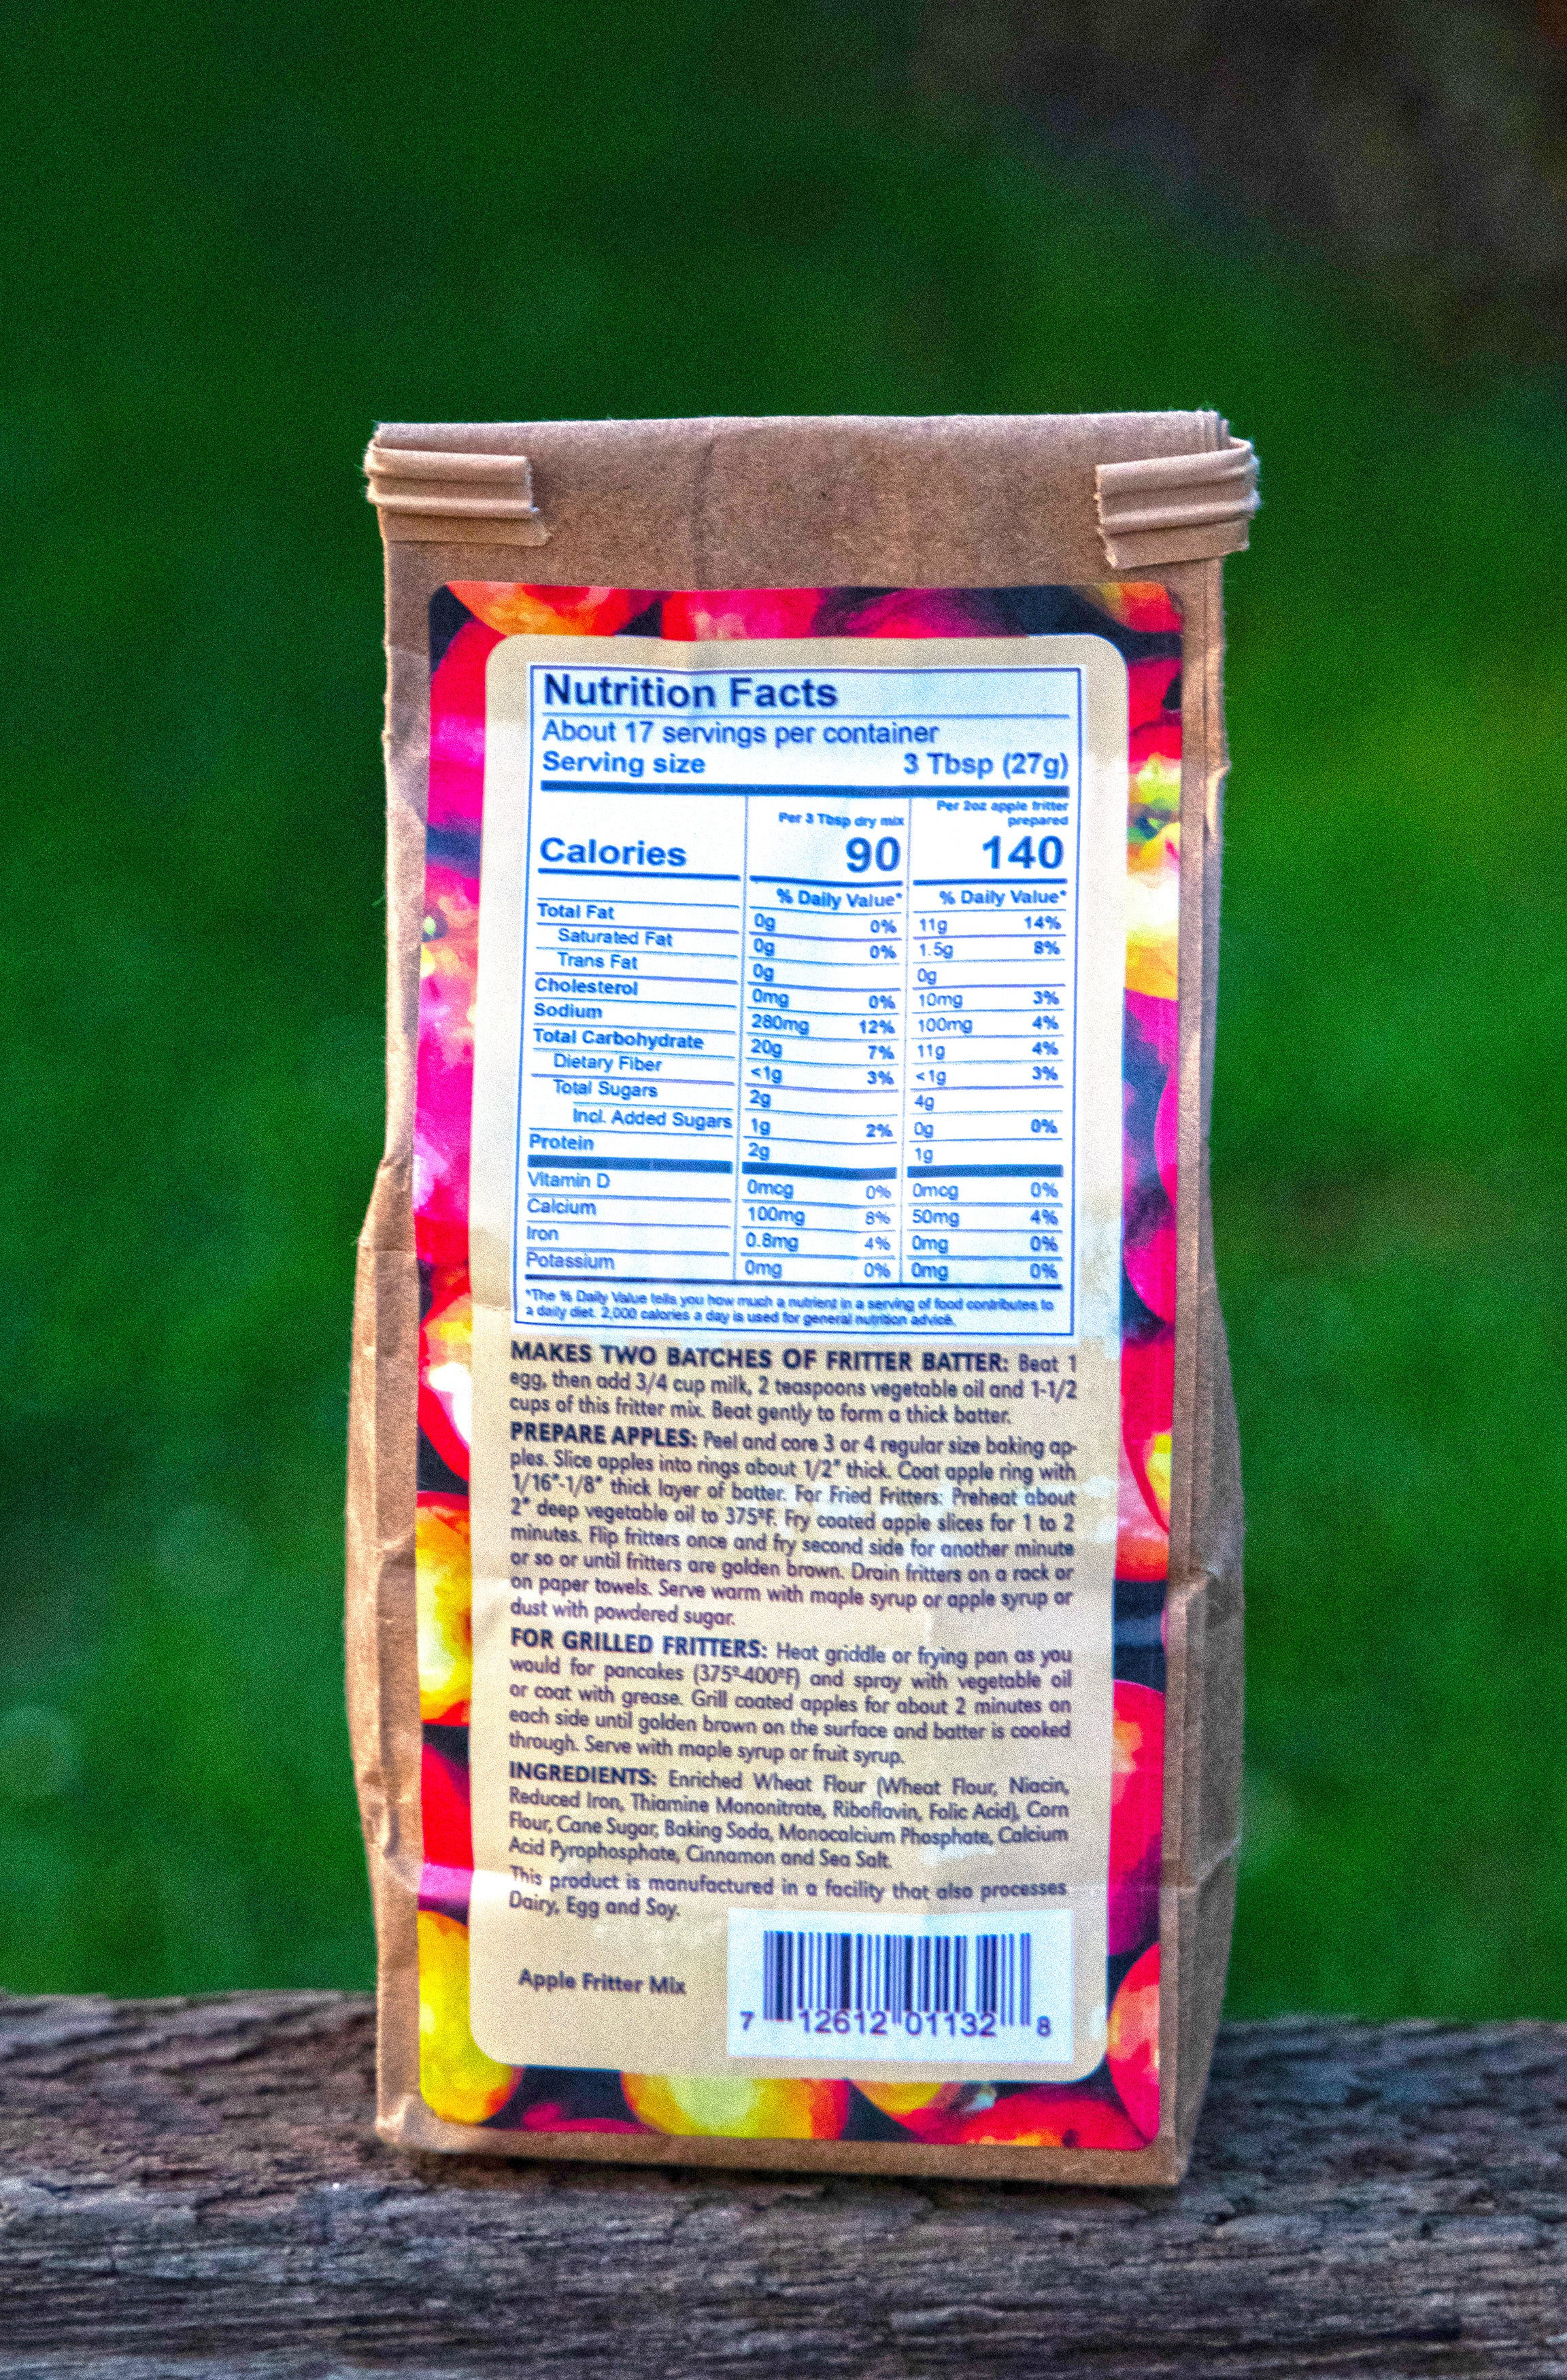 Nutrition Facts
About 17 servings per container
Serving size 3 Tbsp (27g)
Per 3 Tbsp dry mix Per 2oz apple fritter prepared
Calories 90 140
% Daily Value* % Daily Value*
Total Fat 0g 0% 11g 14%
Saturated Fat 0g 0% 1.5g 8%
Trans Fat 0g 0g
Cholesterol 0mg 0% 10mg 3%
Sodium 280mg 12% 100mg 4%
Total Carbohydrate 20g 7% 11g 4%
Dietary Fiber <1g 3% <1g 3%
Total Sugars 2g 4g
Incl. Added Sugars 1g 2% 0g 0%
Protein 2g 1g
Vitamin D 0mcg 0% 0mcg 0%
Calcium 100mg 8% 50mg 4%
Iron 0.8mg 4% 0mg 0%
Potassium 0mg 0% 0mg 0%
*The % Daily Value tells you how much a nutrient in a serving of food contributes to
a daily diet. 2,000 calories a day is used for general nutrition advice.
MAKES TWO BATCHES OF FRITTER BATTER: Beat 1
egg, then add 3/4 cup milk, 2 teaspoons vegetable oil and 1-1/2
cups of this fritter mix. Beat gently to form a thick batter.
PREPARE APPLES: Peel and core 3 or 4 regular size baking ap-
ples. Slice apples into rings about 1/2" thick. Coat apple ring with
1/16"-1/8" thick layer of batter. For Fried Fritters: Preheat about
2" deep vegetable oil to 375ºF. Fry coated apple slices for 1 to 2
minutes. Flip fritters once and fry second side for another minute
or so or until fritters are golden brown. Drain fritters on a rack or
on paper towels. Serve warm with maple syrup or apple syrup or
dust with powdered sugar.
FOR GRILLED FRITTERS: Heat griddle or frying pan as you
would for pancakes (375º-400ºF) and spray with vegetable oil
or coat with grease. Grill coated apples for about 2 minutes on
each side until golden brown on the surface and batter is cooked
through. Serve with maple syrup or fruit syrup.
INGREDIENTS: Enriched Wheat Flour (Wheat Flour, Niacin,
Reduced Iron, Thiamine Mononitrate, Riboflavin, Folic Acid), Corn
Flour, Cane Sugar, Baking Soda, Monocalcium Phosphate, Calcium
Acid Pyrophosphate, Cinnamon and Sea Salt.
This product is manufactured in a facility that also processes
Dairy, Egg and Soy.
Apple Fritter Mix
7 12612 01132 8